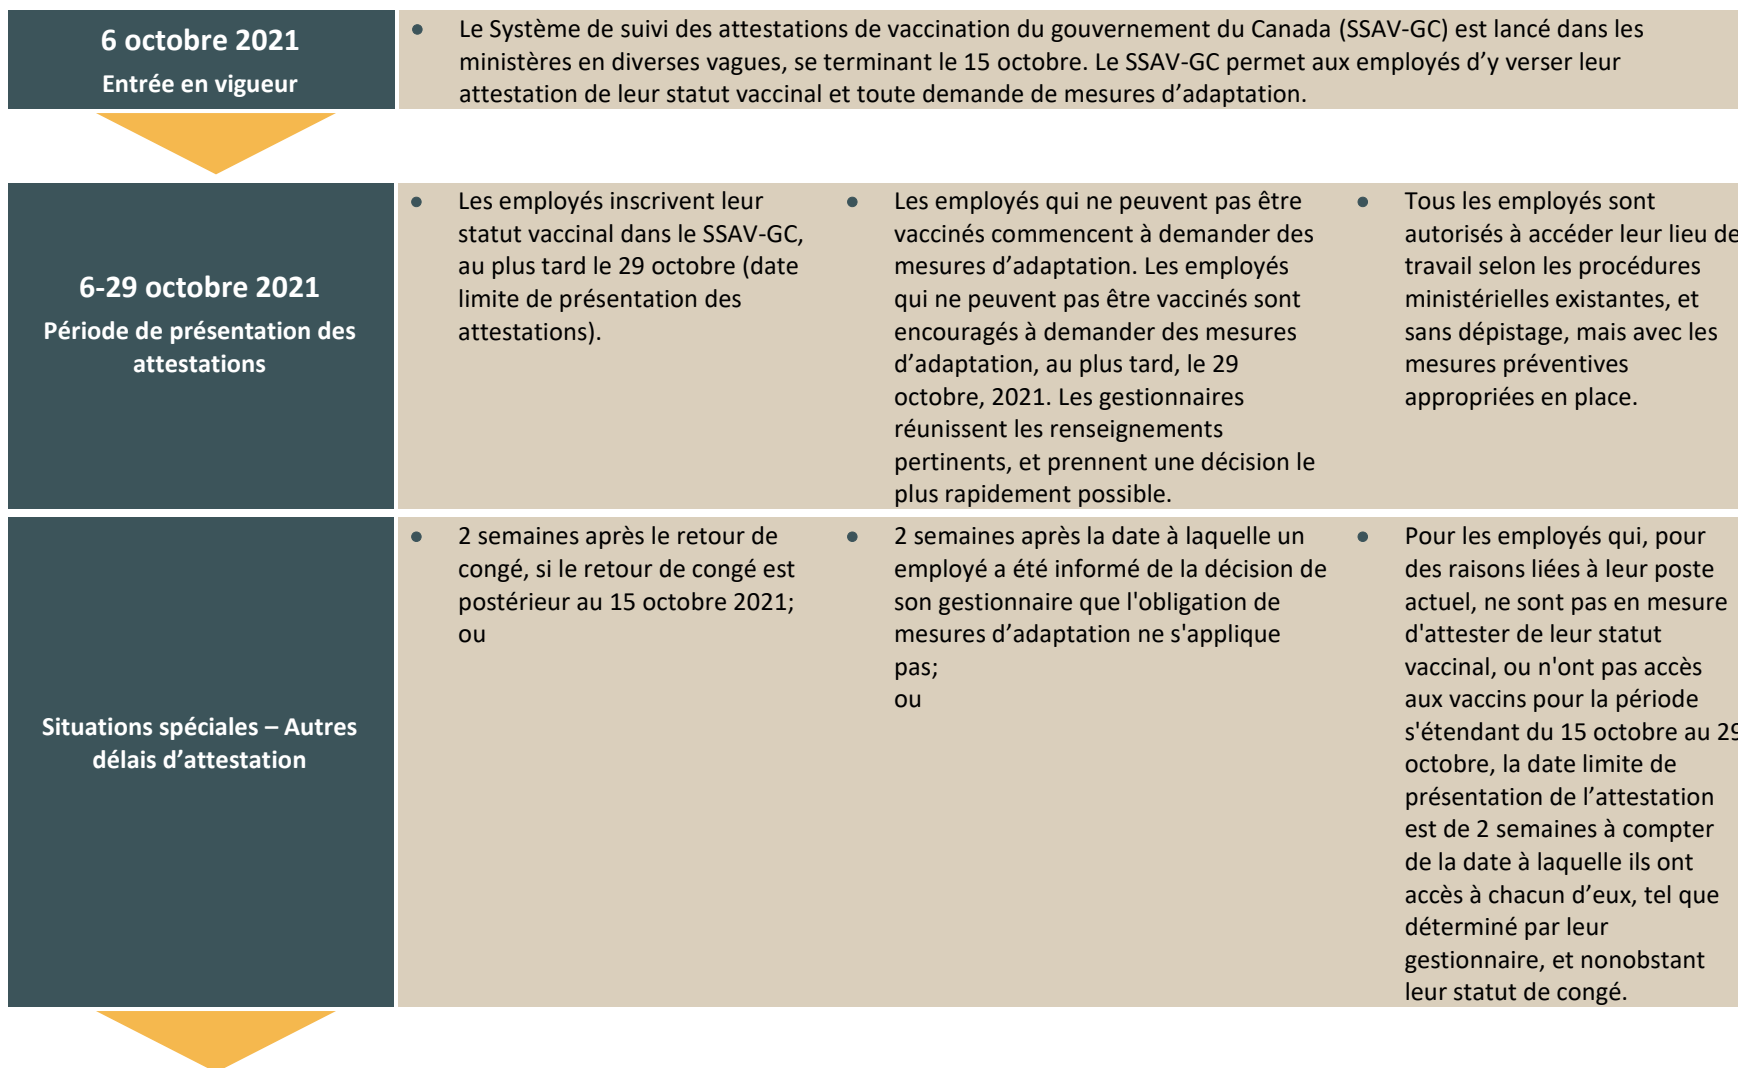 6 octobre 2021
Entrée en vigueur
• Le Système de suivi des attestations de vaccination du gouvernement du Canada (SSAV-GC) est lancé dans les
ministères en diverses vagues, se terminant le 15 octobre. Le SSAV-GC permet aux employés d’y verser leur
attestation de leur statut vaccinal et toute demande de mesures d’adaptation.
6-29 octobre 2021
Période de présentation des
attestations
• Les employés inscrivent leur
statut vaccinal dans le SSAV-GC,
au plus tard le 29 octobre (date
limite de présentation des
attestations).
• Les employés qui ne peuvent pas être
vaccinés commencent à demander des
mesures d’adaptation. Les employés
qui ne peuvent pas être vaccinés sont
encouragés à demander des mesures
d’adaptation, au plus tard, le 29
octobre, 2021. Les gestionnaires
réunissent les renseignements
pertinents, et prennent une décision le
plus rapidement possible.
• Tous les employés sont
autorisés à accéder leur lieu de
travail selon les procédures
ministérielles existantes, et
sans dépistage, mais avec les
mesures préventives
appropriées en place.
Situations spéciales – Autres
délais d’attestation
• 2 semaines après le retour de
congé, si le retour de congé est
postérieur au 15 octobre 2021;
ou
• 2 semaines après la date à laquelle un
employé a été informé de la décision de
son gestionnaire que l'obligation de
mesures d’adaptation ne s'applique
pas;
ou
• Pour les employés qui, pour
des raisons liées à leur poste
actuel, ne sont pas en mesure
d'attester de leur statut
vaccinal, ou n'ont pas accès
aux vaccins pour la période
s'étendant du 15 octobre au 29
octobre, la date limite de
présentation de l’attestation
est de 2 semaines à compter
de la date à laquelle ils ont
accès à chacun d’eux, tel que
déterminé par leur
gestionnaire, et nonobstant
leur statut de congé.